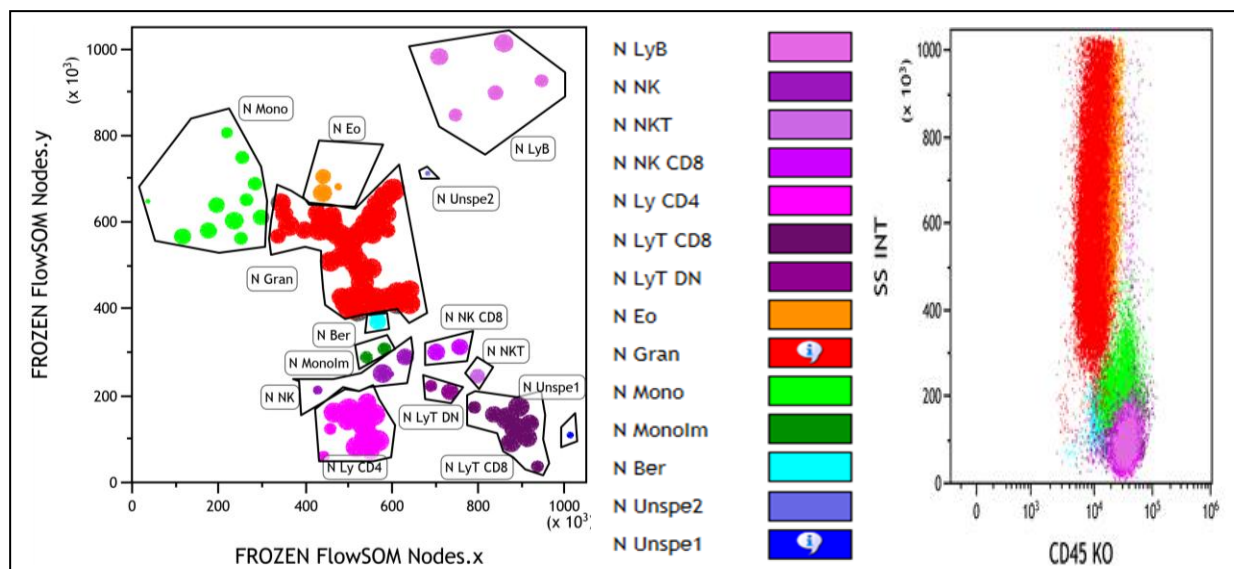 1000
800
600
400
200
0
(x 10³)
FROZEN FlowSOM Nodes.y
N Mono
N Eo
N LyB
N Unspe2
N Gran
N Ber
N NK CD8
N MonoIm
N NKT
N NK
N Unspe1
N LyT DN
N Ly CD4
N LyT CD8
0
200
400
600
800
1000
(x 10³)
FROZEN FlowSOM Nodes.x
N LyB
N NK
N NKT
N NK CD8
N Ly CD4
N LyT CD8
N LyT DN
N Eo
N Gran
N Mono
N MonoIm
N Ber
N Unspe2
N Unspe1
(x 10³)
SS INT
1000
800
600
400
200
0
0
10³
10⁴
10⁵
10⁶
CD45 KO